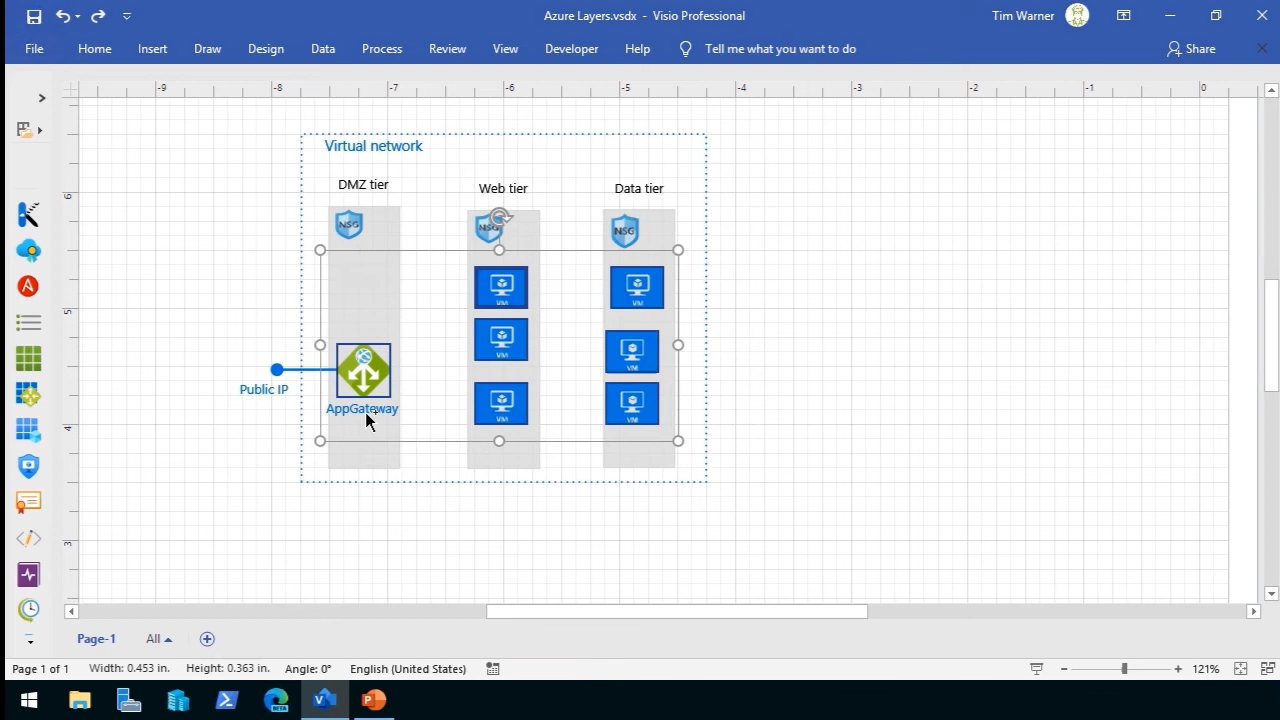 Azure Layers.vsdx - Visio Professional
Tim Warner
File Home Insert Draw Design Data Process Review View Developer Help Tell me what you want to do
Share
-9 -8 -7 -6 -5 -4 -3 -2 -1 0
Virtual network
DMZ tier
Web tier
Data tier
NSG
NSG
NSG
VM
VM
VM
VM
VM
VM
Public IP
AppGateway
6
5
4
3
Page-1
All
Page 1 of 1 Width: 0.453 in. Height: 0.363 in. Angle: 0° English (United States)
121%
BETA